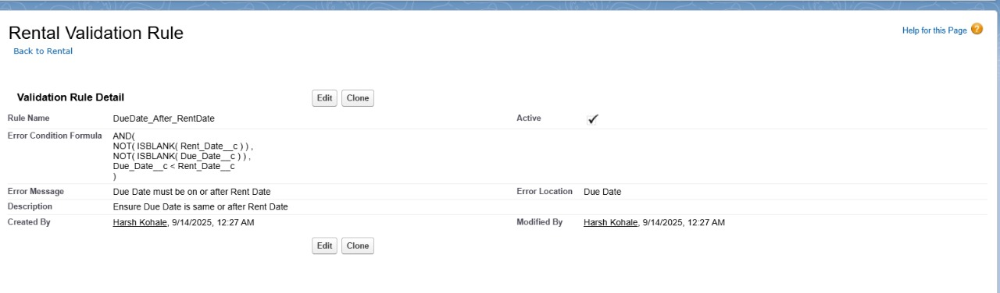 Rental Validation Rule
Help for this Page ?
Back to Rental
Validation Rule Detail
Edit Clone
Rule Name DueDate_After_RentDate Active
Error Condition Formula AND(
NOT( ISBLANK( Rent_Date__c ) ) ,
NOT( ISBLANK( Due_Date__c ) ) ,
Due_Date__c < Rent_Date__c
)
Error Message Due Date must be on or after Rent Date Error Location Due Date
Description Ensure Due Date is same or after Rent Date
Created By Harsh Kohale, 9/14/2025, 12:27 AM Modified By Harsh Kohale, 9/14/2025, 12:27 AM
Edit Clone